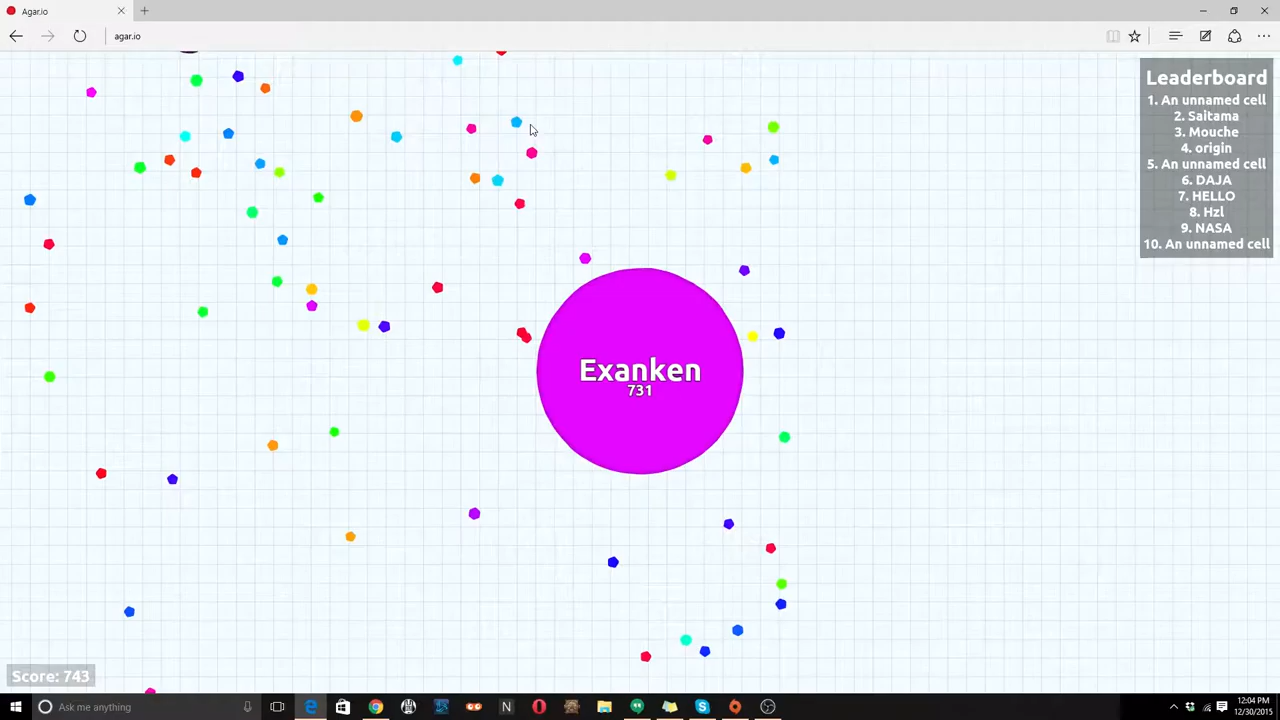 Agar.io
agar.io
Leaderboard
1. An unnamed cell
2. Saitama
3. Mouche
4. origin
5. An unnamed cell
6. DAJA
7. HELLO
8. Hzl
9. NASA
10. An unnamed cell
Exanken
731
Score: 743
Ask me anything
12:04 PM
12/30/2015